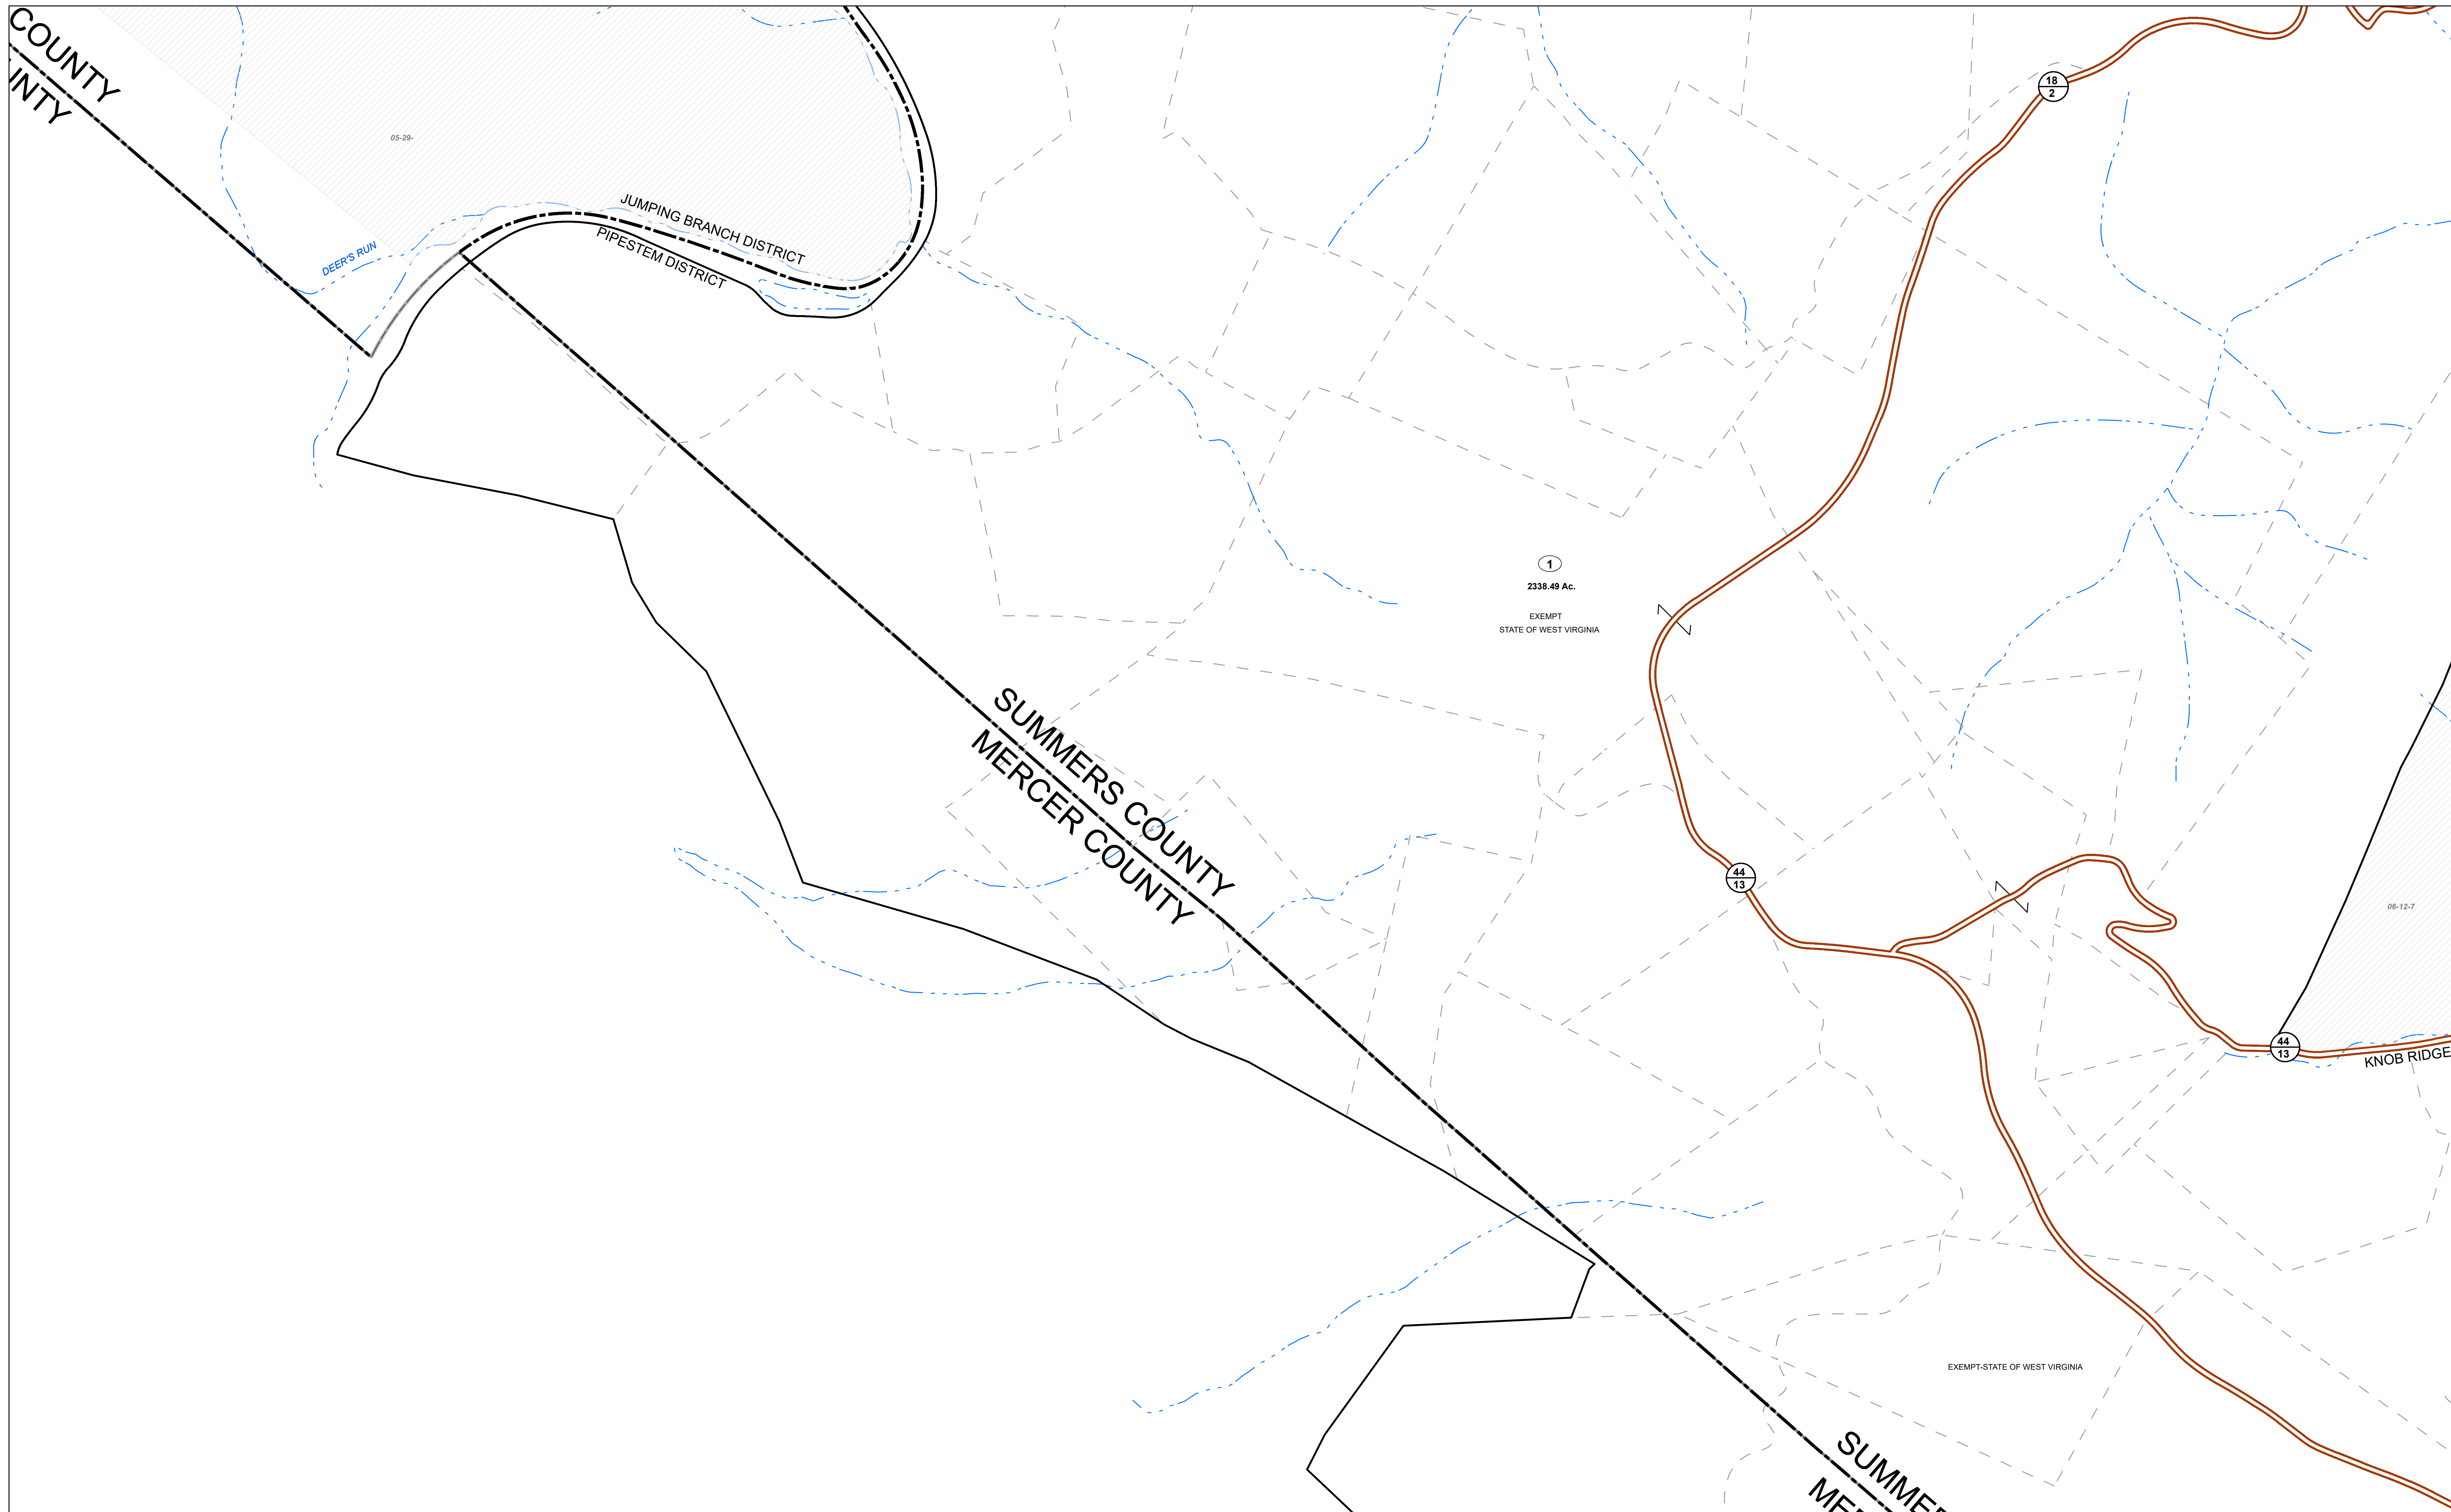 COUNTY
UNTY
18
2
05-29-
JUMPING BRANCH DISTRICT
PIPESTEM DISTRICT
DEER'S RUN
1
2338.49 Ac.
EXEMPT
STATE OF WEST VIRGINIA
SUMMERS COUNTY
MERCER COUNTY
44
13
06-12-7
44
13
KNOB RIDGE
EXEMPT-STATE OF WEST VIRGINIA
SUMMER
ME